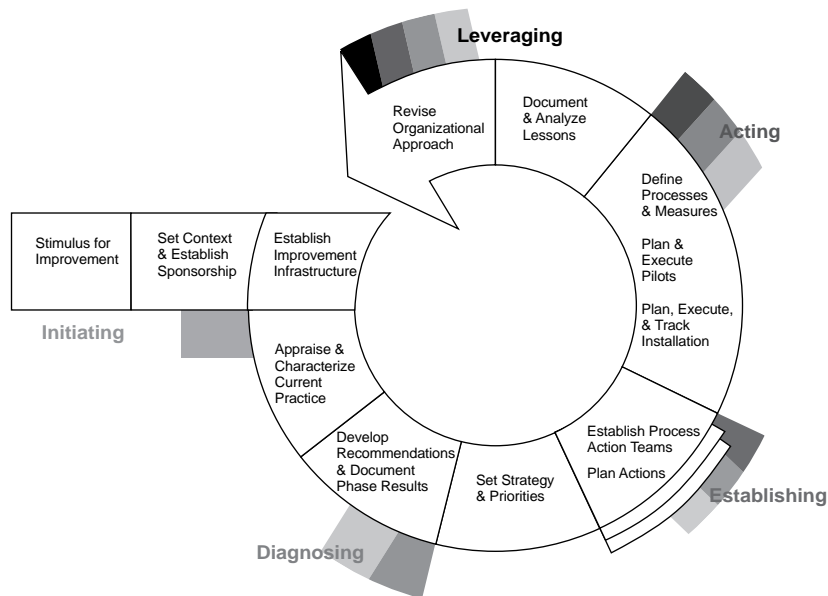 Leveraging
Revise
Organizational
Approach
Document
& Analyze
Lessons
Acting
Define
Processes
& Measures
Plan &
Execute
Pilots
Plan, Execute,
& Track
Installation
Stimulus for
Improvement
Set Context
& Establish
Sponsorship
Establish
Improvement
Infrastructure
Initiating
Appraise &
Characterize
Current
Practice
Develop
Recommendations
& Document
Phase Results
Set Strategy
& Priorities
Establish Process
Action Teams
Plan Actions
Establishing
Diagnosing